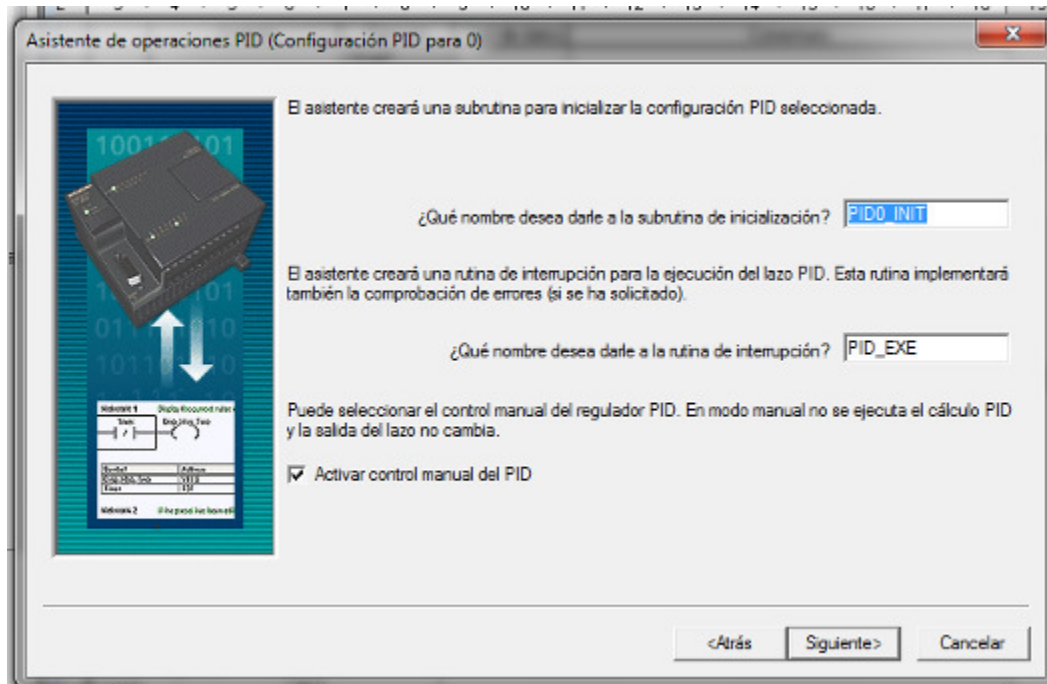 Asistente de operaciones PID (Configuración PID para 0)
El asistente creará una subrutina para inicializar la configuración PID seleccionada.
¿Qué nombre desea darle a la subrutina de inicialización? PID0_INIT
El asistente creará una rutina de interrupción para la ejecución del lazo PID. Esta rutina implementará
también la comprobación de errores (si se ha solicitado).
¿Qué nombre desea darle a la rutina de interrupción? PID_EXE
Puede seleccionar el control manual del regulador PID. En modo manual no se ejecuta el cálculo PID
y la salida del lazo no cambia.
Activar control manual del PID
Network 1
Network 2
<Atrás Siguiente> Cancelar